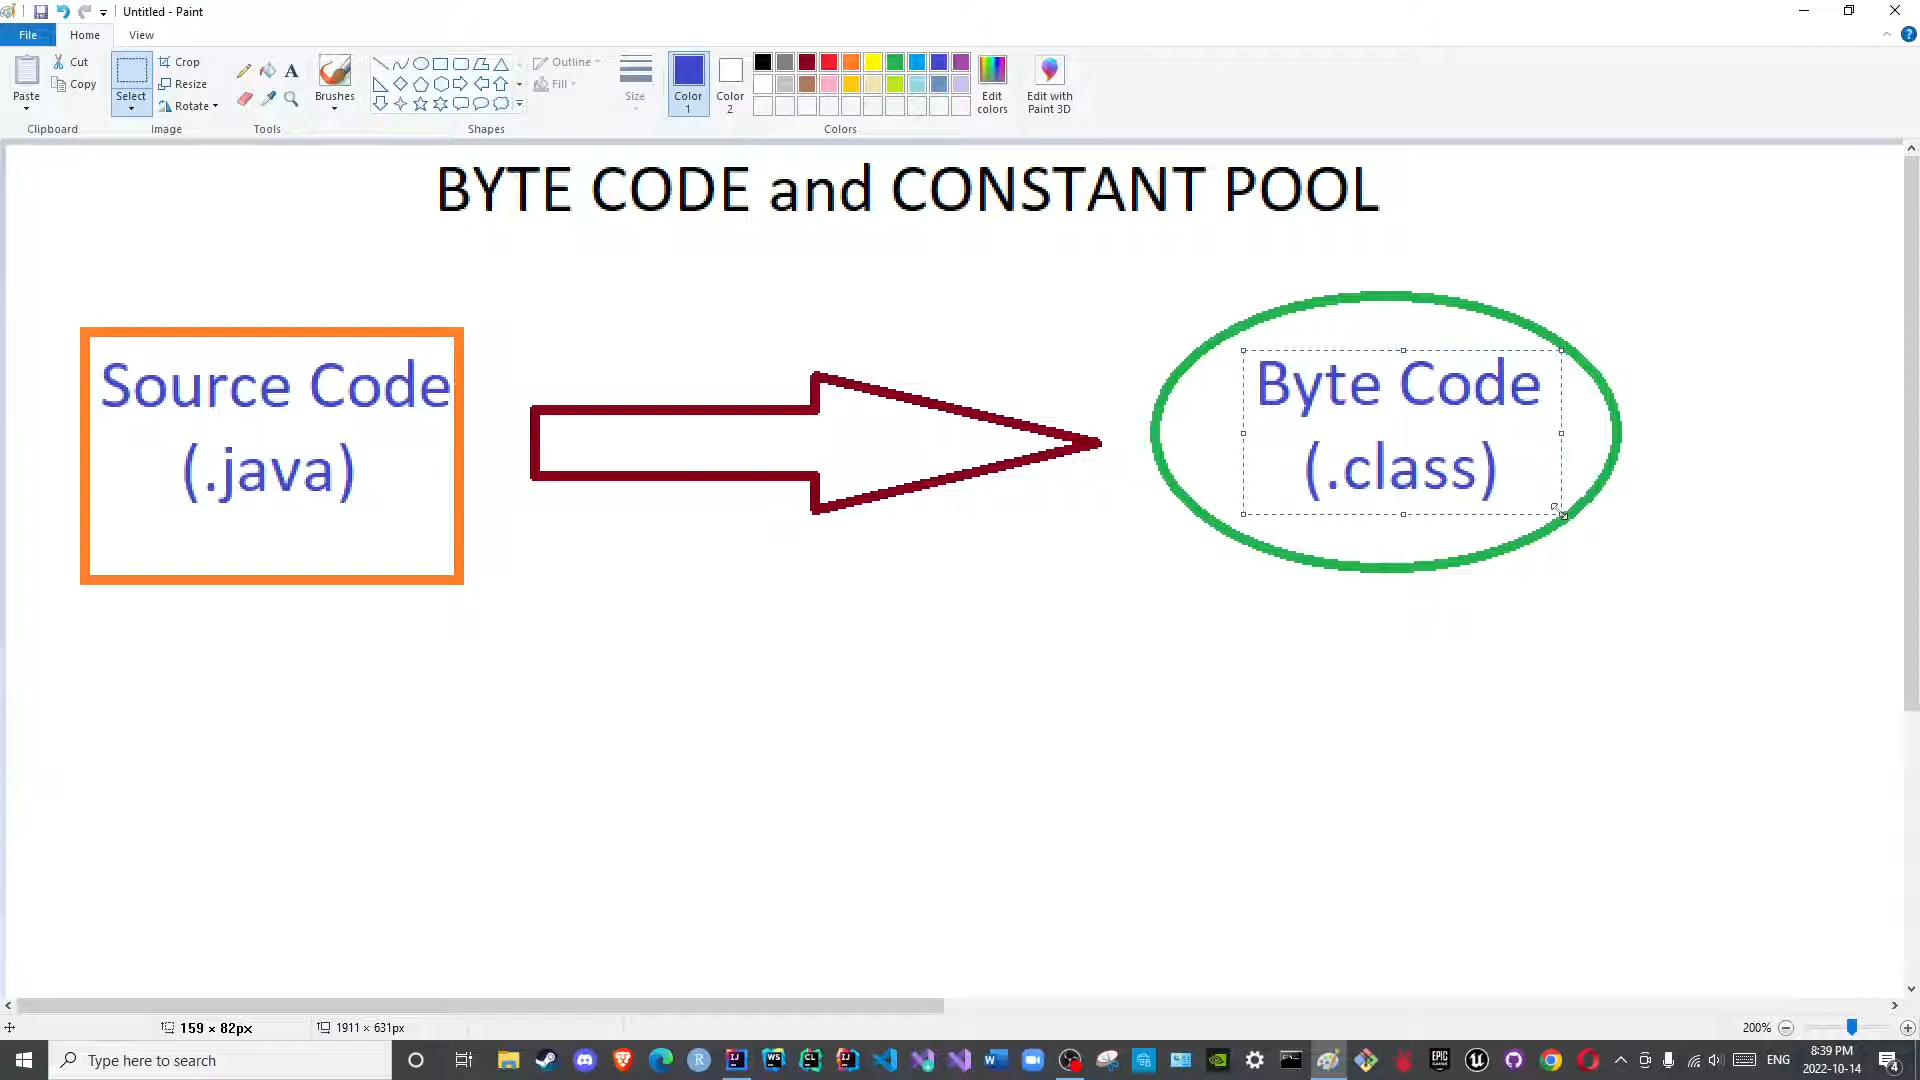 Untitled - Paint
File Home View
Paste
Cut
Copy
Clipboard
Select
Crop
Resize
Rotate
Image
A
Tools
Brushes
Shapes
Outline
Fill
Size
Color 1
Color 2
Colors
Edit colors
Edit with Paint 3D
BYTE CODE and CONSTANT POOL
Source Code
(.java)
Byte Code
(.class)
159 × 82px
1911 × 631px
200%
Type here to search
ENG
8:39 PM
2022-10-14
4